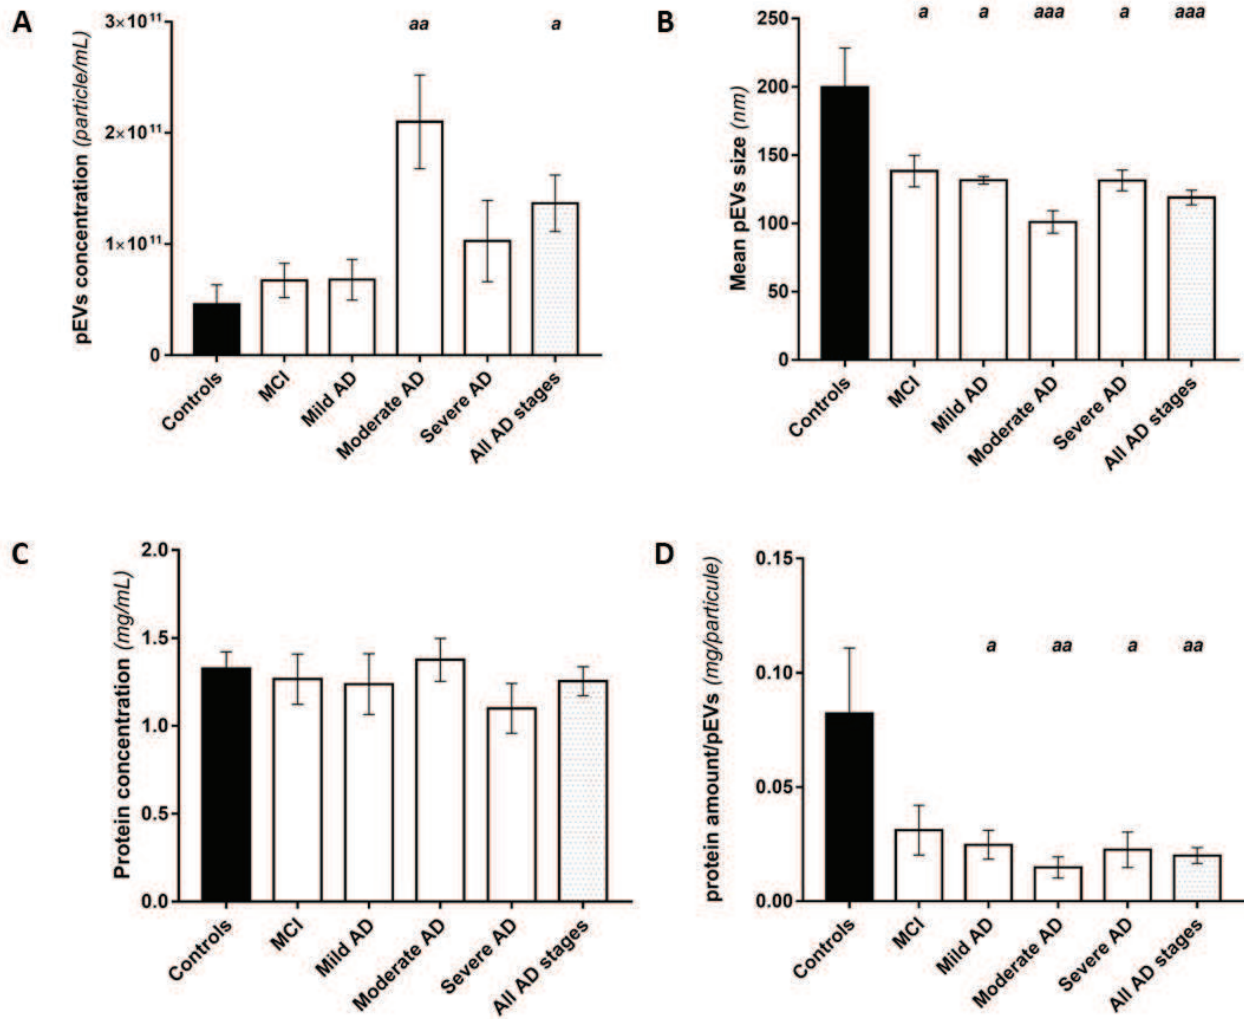 A
pEVs concentration (particle/mL)
3×10¹¹
2×10¹¹
1×10¹¹
0
aa
a
Controls
MCI
Mild AD
Moderate AD
Severe AD
All AD stages
B
Mean pEVs size (nm)
250
200
150
100
50
0
a
a
aaa
a
aaa
Controls
MCI
Mild AD
Moderate AD
Severe AD
All AD stages
C
Protein concentration (mg/mL)
2.0
1.5
1.0
0.5
0.0
Controls
MCI
Mild AD
Moderate AD
Severe AD
All AD stages
D
protein amount/pEVs (mg/particule)
0.15
0.10
0.05
0.00
a
aa
a
aa
Controls
MCI
Mild AD
Moderate AD
Severe AD
All AD stages